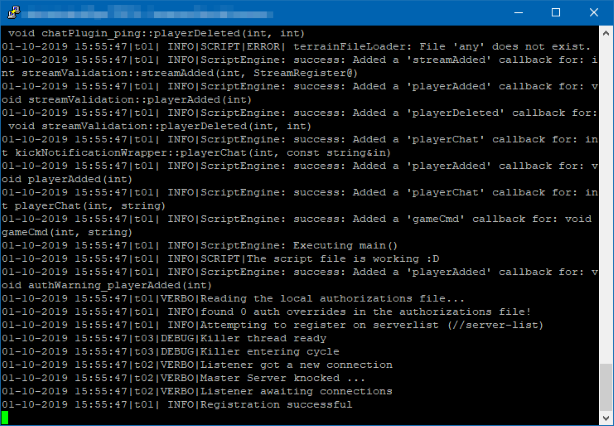 void chatPlugin_ping::playerDeleted(int, int)
01-10-2019 15:55:47|t01| INFO|SCRIPT|ERROR| terrainFileLoader: File 'any' does not exist.
01-10-2019 15:55:47|t01| INFO|ScriptEngine: success: Added a 'streamAdded' callback for: i
nt streamValidation::streamAdded(int, StreamRegister@)
01-10-2019 15:55:47|t01| INFO|ScriptEngine: success: Added a 'playerAdded' callback for: v
oid streamValidation::playerAdded(int)
01-10-2019 15:55:47|t01| INFO|ScriptEngine: success: Added a 'playerDeleted' callback for:
 void streamValidation::playerDeleted(int, int)
01-10-2019 15:55:47|t01| INFO|ScriptEngine: success: Added a 'playerChat' callback for: in
t kickNotificationWrapper::playerChat(int, const string&in)
01-10-2019 15:55:47|t01| INFO|ScriptEngine: success: Added a 'playerAdded' callback for: v
oid playerAdded(int)
01-10-2019 15:55:47|t01| INFO|ScriptEngine: success: Added a 'playerChat' callback for: in
t playerChat(int, string)
01-10-2019 15:55:47|t01| INFO|ScriptEngine: success: Added a 'gameCmd' callback for: void
gameCmd(int, string)
01-10-2019 15:55:47|t01| INFO|ScriptEngine: Executing main()
01-10-2019 15:55:47|t01| INFO|SCRIPT|The script file is working :D
01-10-2019 15:55:47|t01| INFO|ScriptEngine: success: Added a 'playerAdded' callback for: v
oid authWarning_playerAdded(int)
01-10-2019 15:55:47|t01|VERBO|Reading the local authorizations file...
01-10-2019 15:55:47|t01| INFO|found 0 auth overrides in the authorizations file!
01-10-2019 15:55:47|t01| INFO|Attempting to register on serverlist (//server-list)
01-10-2019 15:55:47|t03|DEBUG|Killer thread ready
01-10-2019 15:55:47|t03|DEBUG|Killer entering cycle
01-10-2019 15:55:47|t02|VERBO|Listener got a new connection
01-10-2019 15:55:47|t02|VERBO|Master Server knocked ...
01-10-2019 15:55:47|t02|VERBO|Listener awaiting connections
01-10-2019 15:55:47|t01| INFO|Registration successful